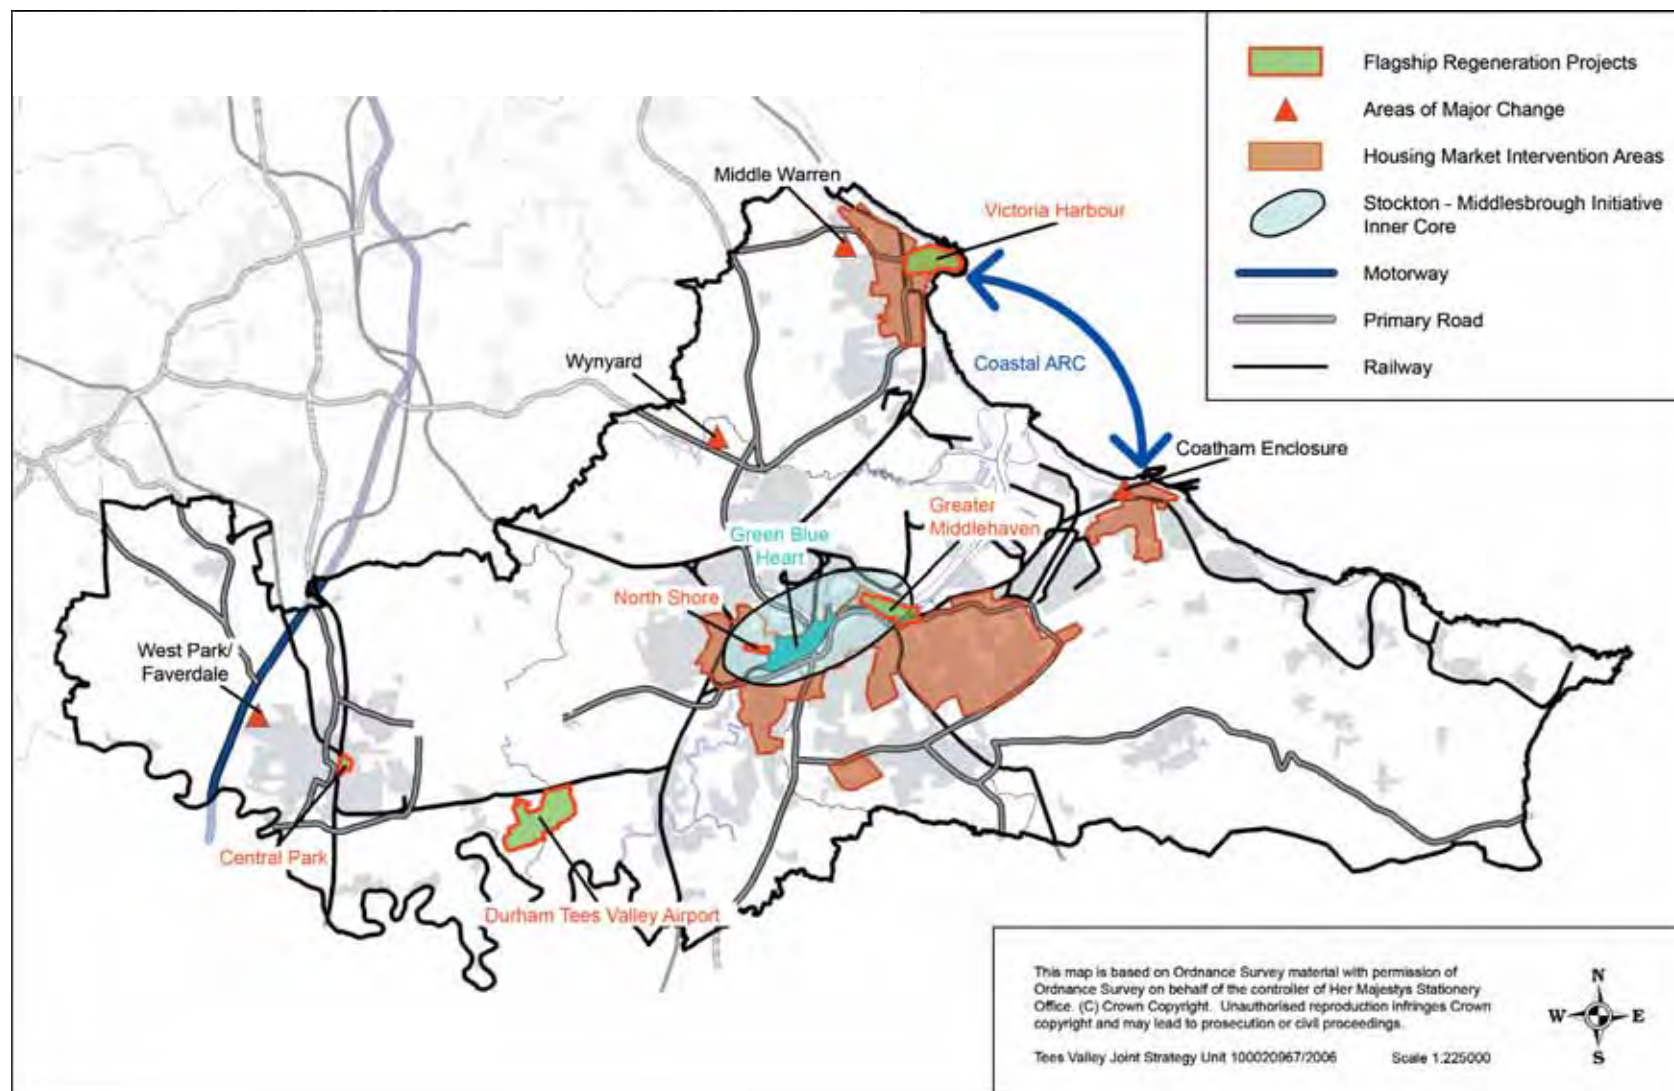 Flagship Regeneration Projects
Areas of Major Change
Housing Market Intervention Areas
Stockton - Middlesbrough Initiative
Inner Core
Motorway
Primary Road
Railway
Middle Warren
Victoria Harbour
Wynyard
Coastal ARC
Coatham Enclosure
Greater
Middlehaven
Green Blue
Heart
North Shore
West Park/
Faverdale
Central Park
Durham Tees Valley Airport
This map is based on Ordnance Survey material with permission of
Ordnance Survey on behalf of the controller of Her Majestys Stationery
Office. (C) Crown Copyright. Unauthorised reproduction infringes Crown
copyright and may lead to prosecution or civil proceedings.
Tees Valley Joint Strategy Unit 100020967/2006 Scale 1:225000
N
W E
S